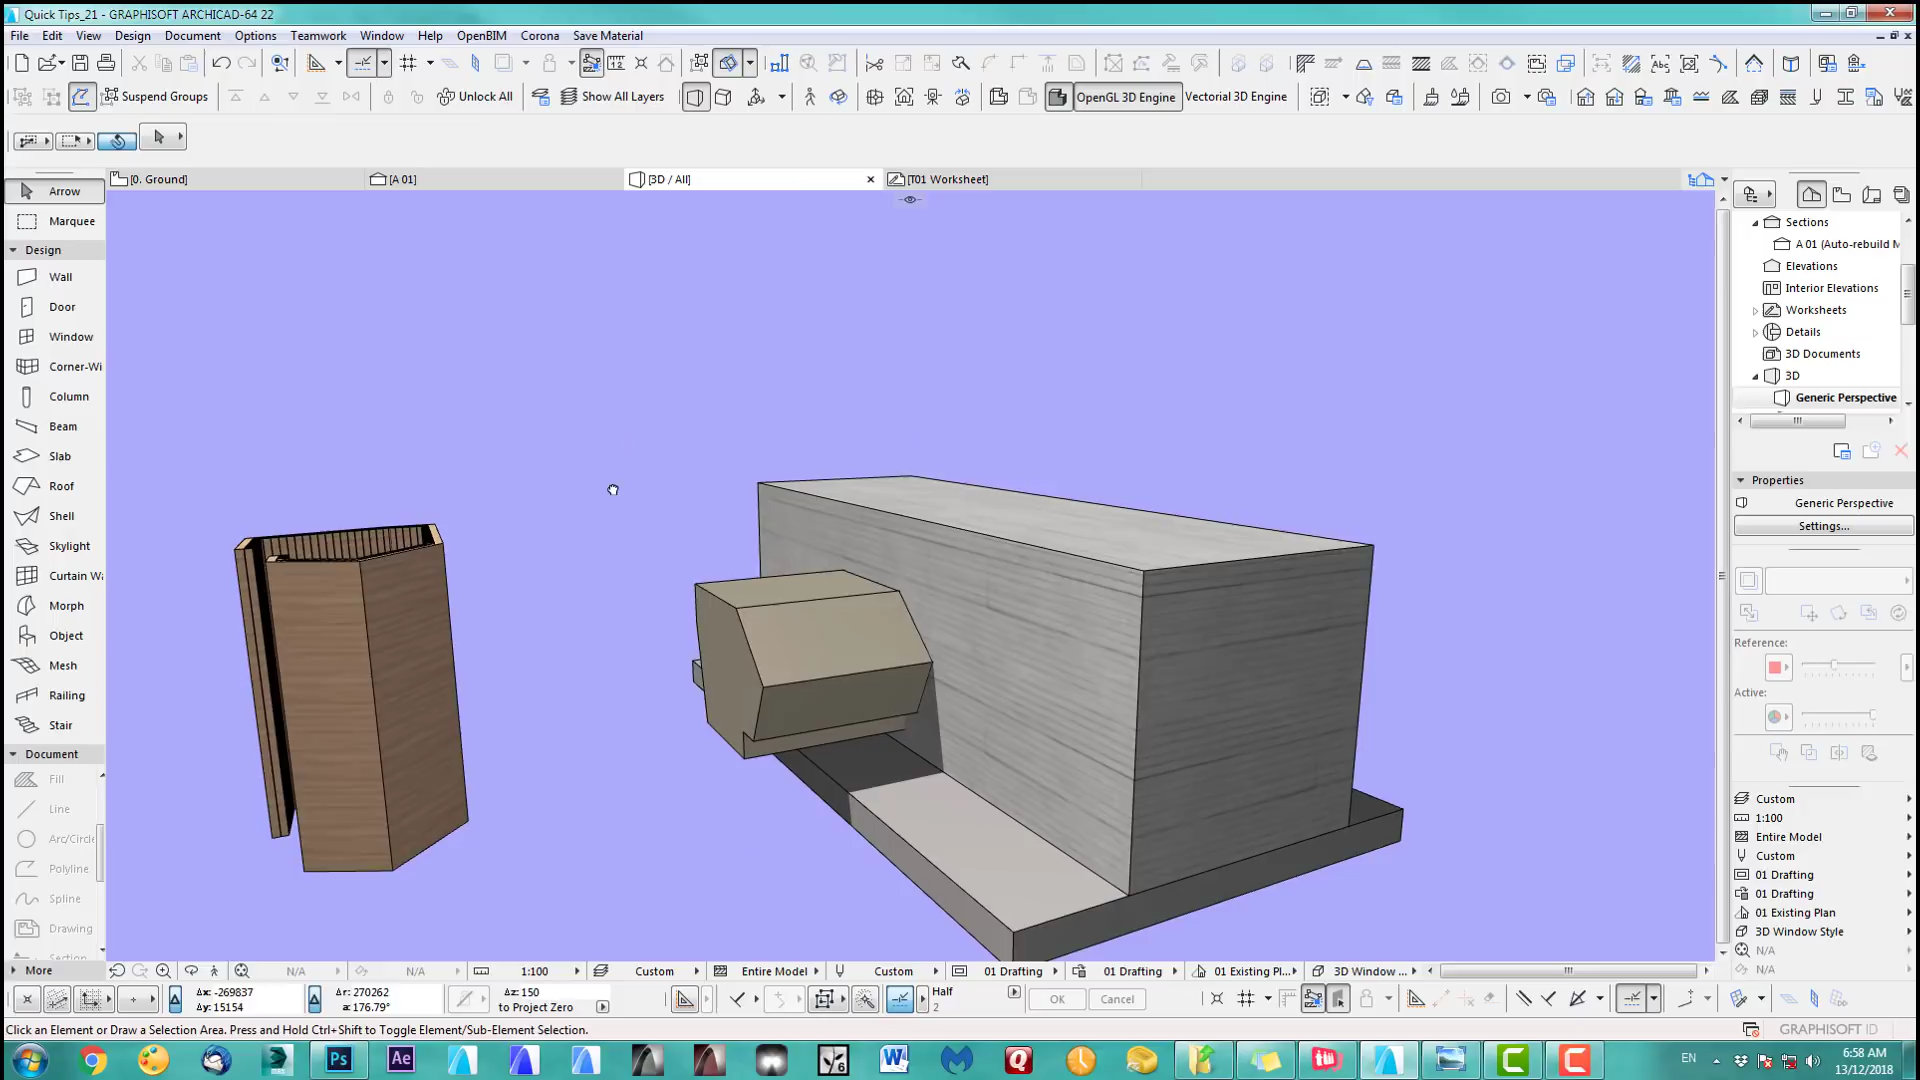 Quick Tips_21 - GRAPHISOFT ARCHICAD-64 22
File Edit View Design Document Options Teamwork Window Help OpenBIM Corona Save Material
Suspend Groups Unlock All Show All Layers OpenGL 3D Engine Vectorial 3D Engine
[0. Ground] [A 01] [3D / All] [T01 Worksheet]
Arrow
Marquee
Design
Wall
Door
Window
Corner-Wi
Column
Beam
Slab
Roof
Shell
Skylight
Curtain Wa
Morph
Object
Mesh
Railing
Stair
Document
Fill
Line
Arc/Circle
Polyline
Spline
Drawing
More
Sections
A 01 (Auto-rebuild M
Elevations
Interior Elevations
Worksheets
Details
3D Documents
3D
Generic Perspective
Properties
Generic Perspective
Settings...
Reference:
Active:
Custom
1:100
Entire Model
Custom
01 Drafting
01 Drafting
01 Existing Plan
3D Window Style
N/A
N/A
N/A N/A 1:100 Custom Entire Model Custom 01 Drafting 01 Drafting 01 Existing Pl... 3D Window ...
Δx: -269837 Δr: 270262 Δz: 150 Half
Δy: 15154 a: 176.79° to Project Zero 2 OK Cancel
Click an Element or Draw a Selection Area. Press and Hold Ctrl+Shift to Toggle Element/Sub-Element Selection.
GRAPHISOFT ID
EN 6:58 AM
13/12/2018